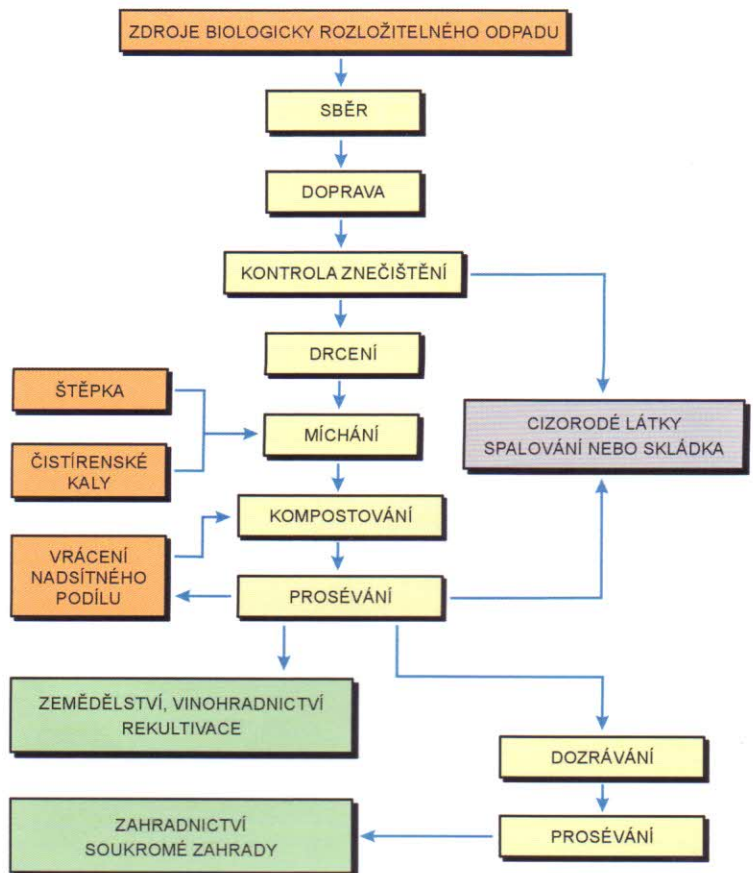 ZDROJE BIOLOGICKY ROZLOŽITELNÉHO ODPADU
SBĚR
DOPRAVA
KONTROLA ZNEČIŠTĚNÍ
DRCENÍ
ŠTĚPKA
MÍCHÁNÍ
CIZORODÉ LÁTKY
SPALOVÁNÍ NEBO SKLÁDKA
ČISTÍRENSKÉ
KALY
KOMPOSTOVÁNÍ
VRÁCENÍ
NADSÍTNÉHO
PODÍLU
PROSÉVÁNÍ
ZEMĚDĚLSTVÍ, VINOHRADNICTVÍ
REKULTIVACE
DOZRÁVÁNÍ
ZAHRADNICTVÍ
SOUKROMÉ ZAHRADY
PROSÉVÁNÍ